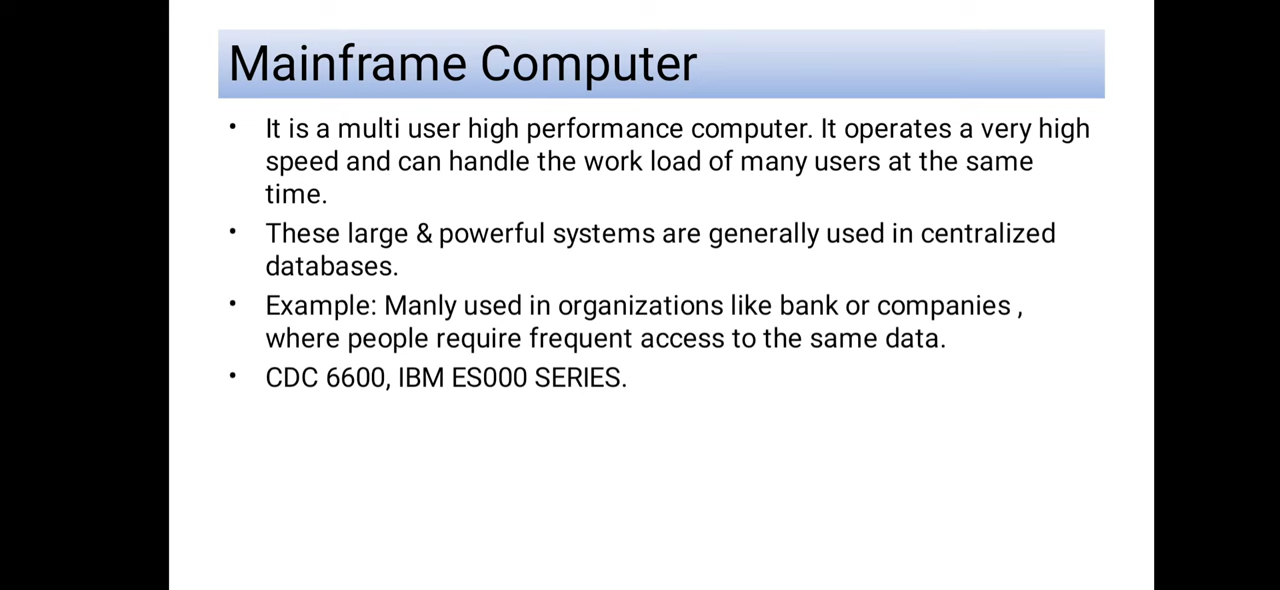 Mainframe Computer
• It is a multi user high performance computer. It operates a very high
speed and can handle the work load of many users at the same
time.
• These large & powerful systems are generally used in centralized
databases.
• Example: Manly used in organizations like bank or companies ,
where people require frequent access to the same data.
• CDC 6600, IBM ES000 SERIES.